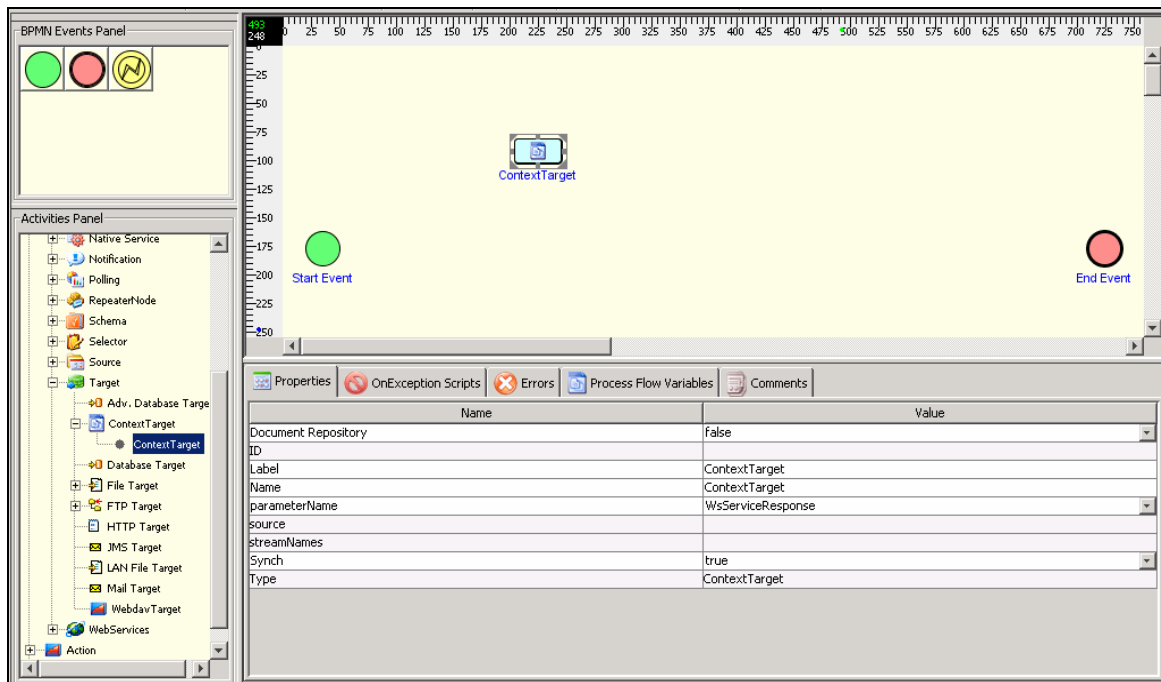 BPMN Events Panel
Activities Panel
Native Service
Notification
Polling
RepeaterNode
Schema
Selector
Source
Target
Adv. Database Targe
ContextTarget
ContextTarget
Database Target
File Target
FTP Target
HTTP Target
JMS Target
LAN File Target
Mail Target
WebdavTarget
WebServices
Action
493
248
0 25 50 75 100 125 150 175 200 225 250 275 300 325 350 375 400 425 450 475 500 525 550 575 600 625 650 675 700 725 750
0
25
50
75
100
125
150
175
200
225
250
ContextTarget
Start Event
End Event
Properties OnException Scripts Errors Process Flow Variables Comments
Name Value
Document Repository false
ID
Label ContextTarget
Name ContextTarget
parameterName WsServiceResponse
source
streamNames
Synch true
Type ContextTarget